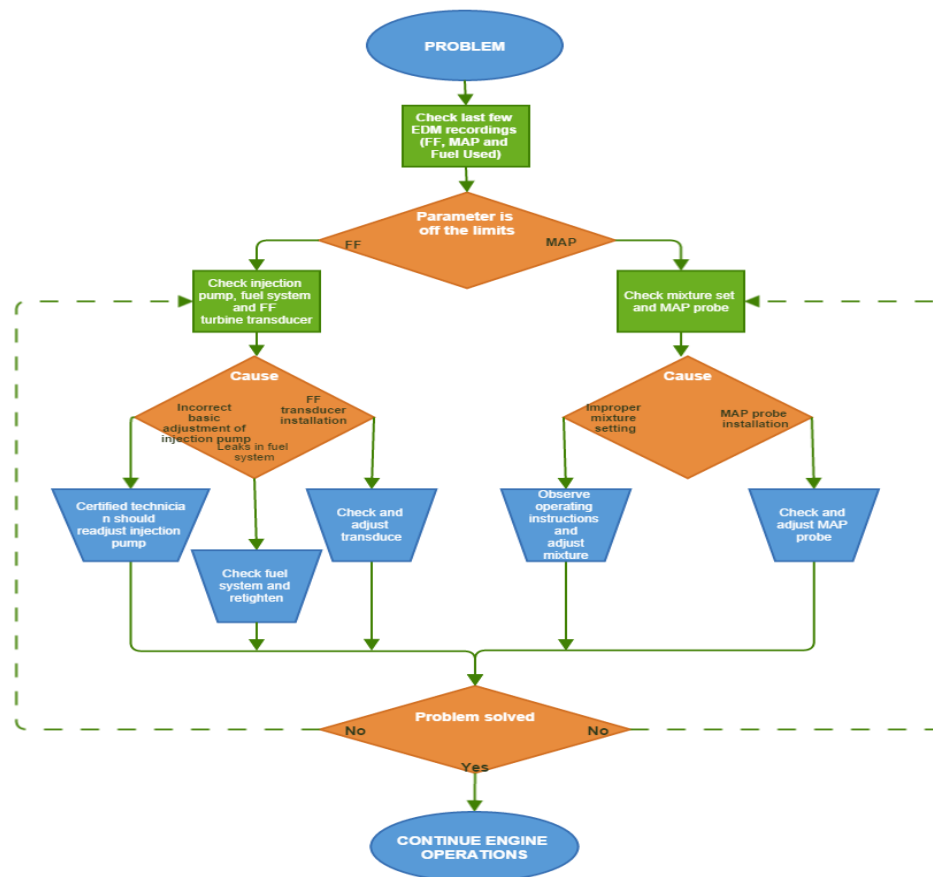 PROBLEM
Check last few
EDM recordings
(FF, MAP and
Fuel Used)
Parameter is
off the limits
FF
MAP
Check injection
pump, fuel system
and FF
turbine transducer
Check mixture set
and MAP probe
Cause
Incorrect
basic
adjustment of
injection pump
Leaks in fuel
system
FF
transducer
installation
Cause
Improper
mixture
setting
MAP probe
installation
Certified technicia
n should
readjust injection
pump
Check fuel
system and
retighten
Check and
adjust
transduce
Observe
operating
instructions
and
adjust
mixture
Check and
adjust MAP
probe
Problem solved
No
No
Yes
CONTINUE ENGINE
OPERATIONS